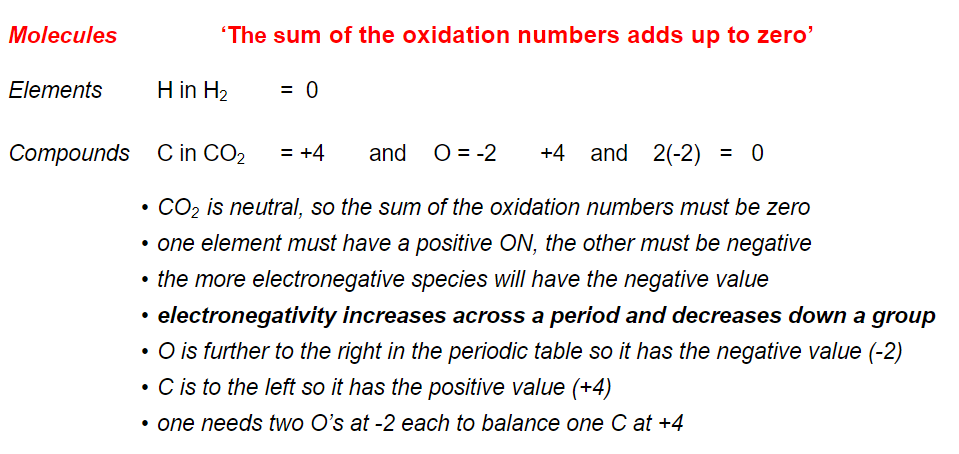 Molecules ‘The sum of the oxidation numbers adds up to zero’
Elements H in H₂ = 0
Compounds C in CO₂ = +4 and O = -2 +4 and 2(-2) = 0
• CO₂ is neutral, so the sum of the oxidation numbers must be zero
• one element must have a positive ON, the other must be negative
• the more electronegative species will have the negative value
• electronegativity increases across a period and decreases down a group
• O is further to the right in the periodic table so it has the negative value (-2)
• C is to the left so it has the positive value (+4)
• one needs two O’s at -2 each to balance one C at +4